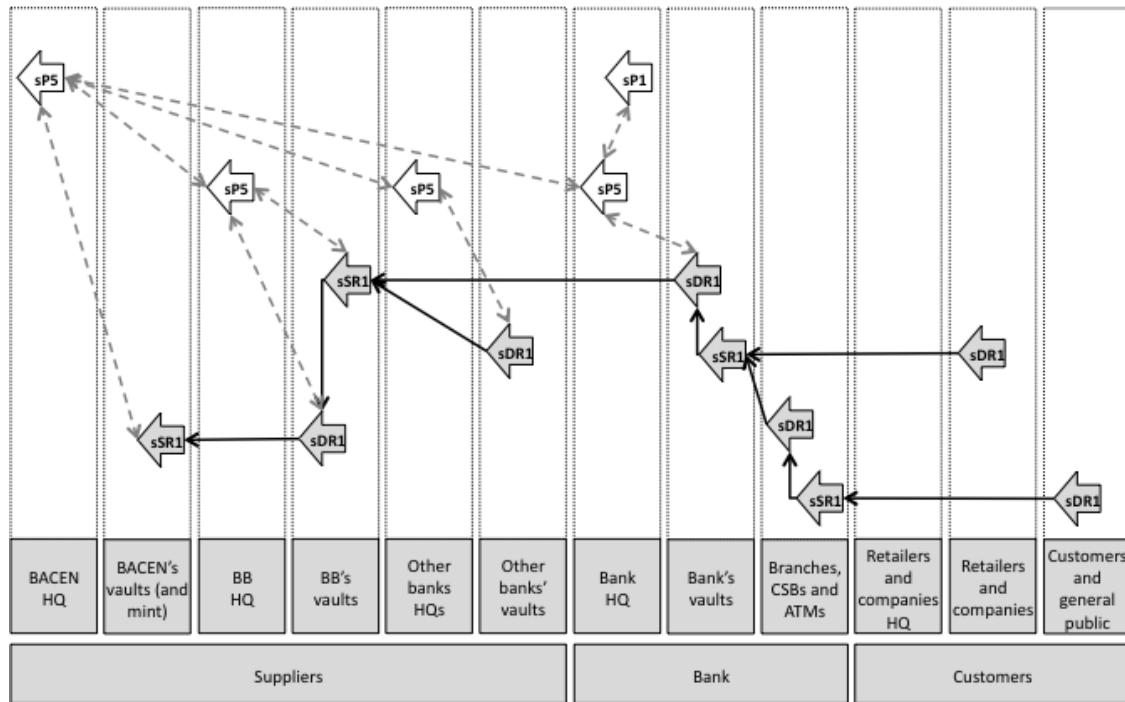 sP5
sP1
sP5
sP5
sP5
sSR1
sDR1
sDR1
sSR1
sDR1
sSR1
sDR1
sDR1
sSR1
sDR1
BACEN
HQ
BACEN's
vaults (and
mint)
BB
HQ
BB's
vaults
Other
banks
HQs
Other
banks'
vaults
Bank
HQ
Bank's
vaults
Branches,
CSBs and
ATMs
Retailers
and
companies
HQ
Retailers
and
companies
Customers
and
general
public
Suppliers
Bank
Customers